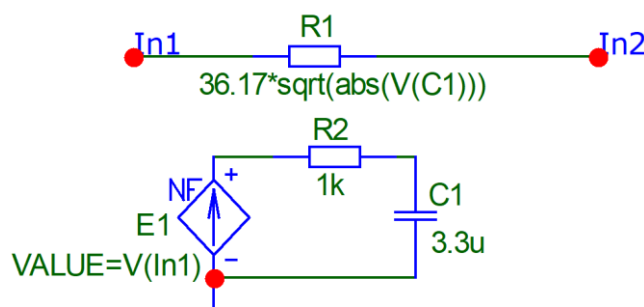 R1
In1 In2
36.17*sqrt(abs(V(C1)))
R2
NF + 1k C1
E1 3.3u
VALUE=V(In1) −